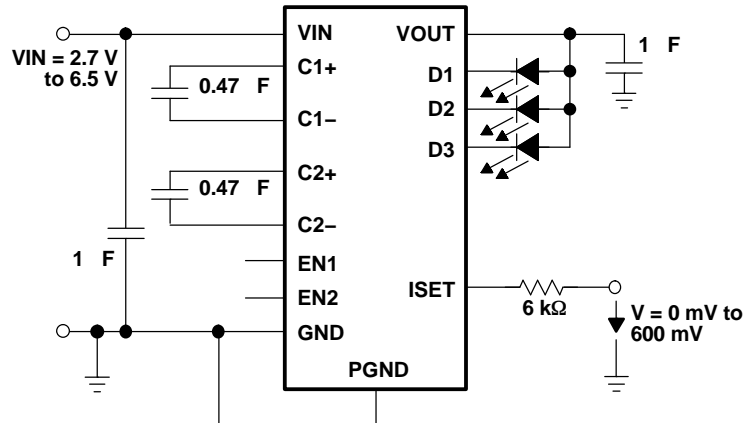 VIN
VOUT
1 F
VIN = 2.7 V
to 6.5 V
C1+
0.47 F
C1−
D1
D2
D3
C2+
0.47 F
C2−
1 F
EN1
EN2
ISET
6 kΩ
V = 0 mV to
600 mV
GND
PGND